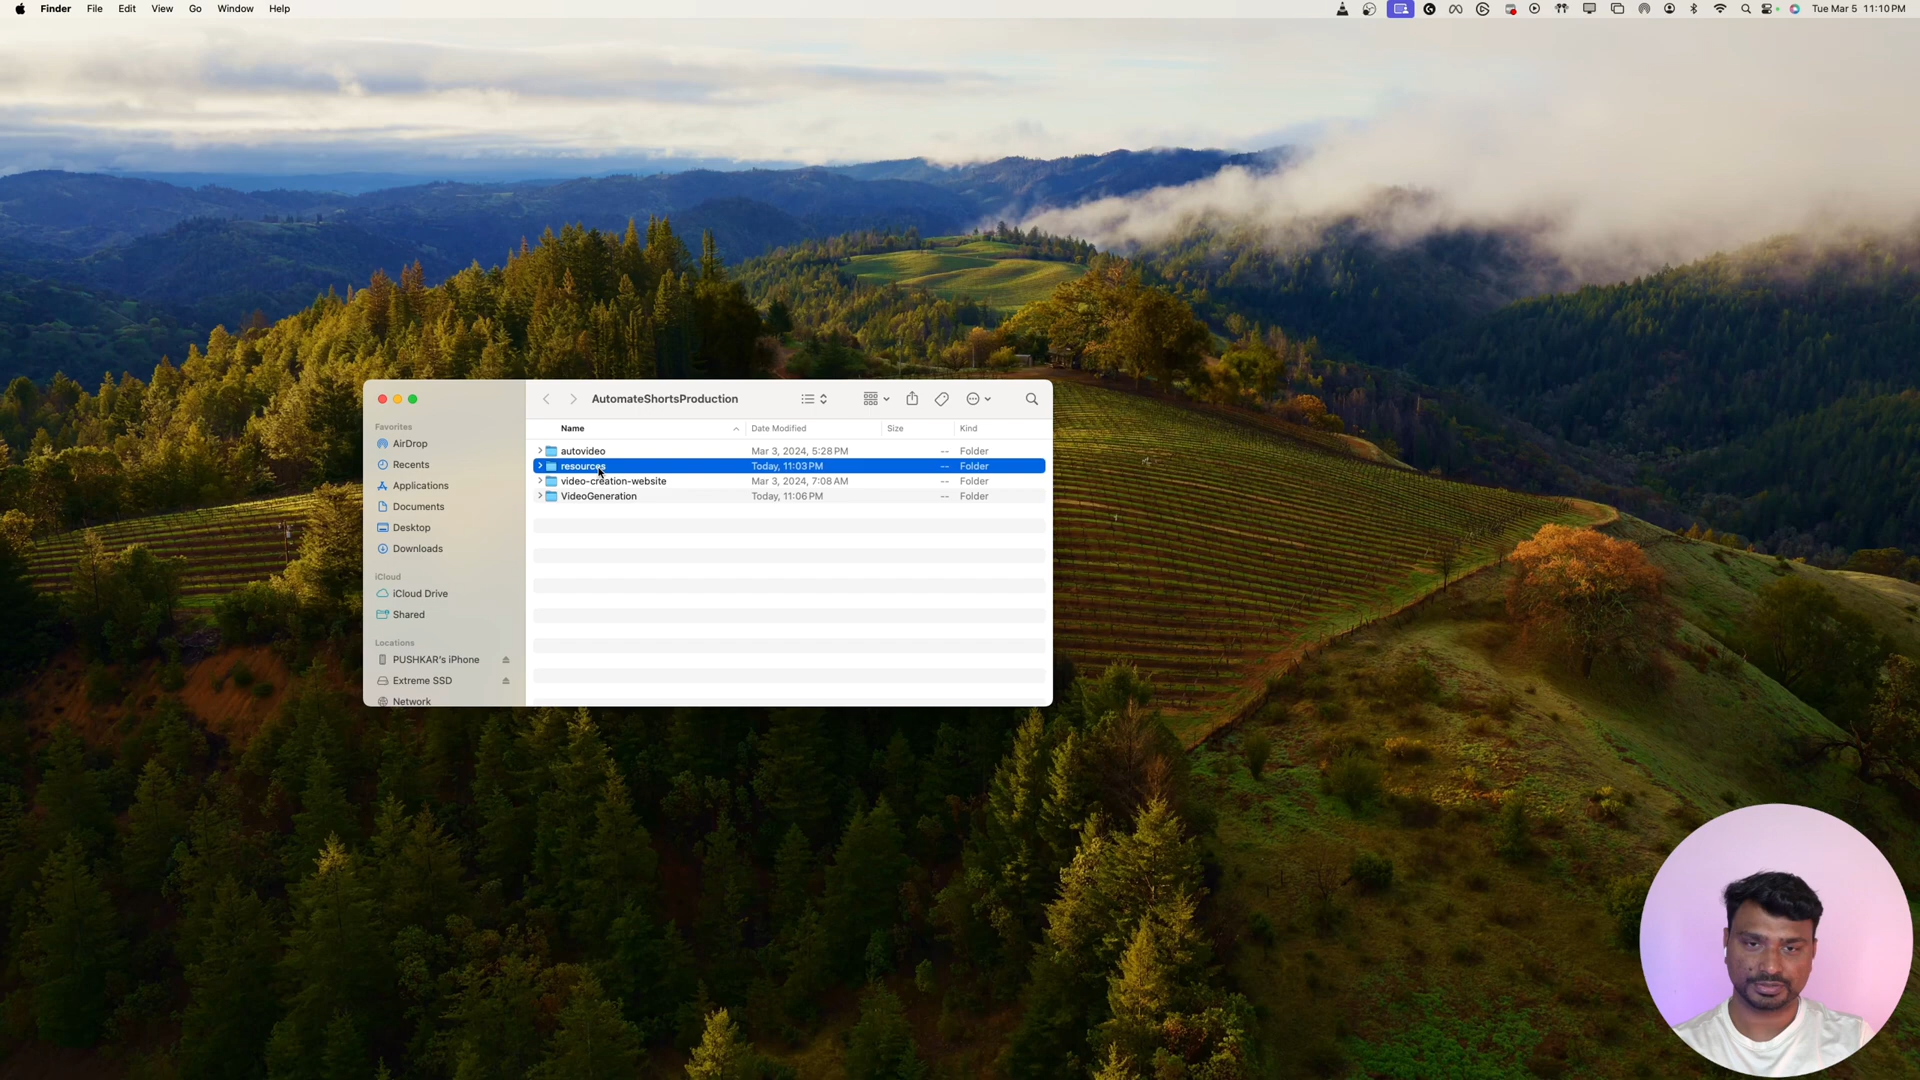 Finder File Edit View Go Window Help Tue Mar 5 11:10 PM
AutomateShortsProduction
Favorites
AirDrop
Recents
Applications
Documents
Desktop
Downloads
iCloud
iCloud Drive
Shared
Locations
PUSHKAR's iPhone
Extreme SSD
Network
Name Date Modified Size Kind
autovideo Mar 3, 2024, 5:28 PM -- Folder
resources Today, 11:03 PM -- Folder
video-creation-website Mar 3, 2024, 7:08 AM -- Folder
VideoGeneration Today, 11:06 PM -- Folder